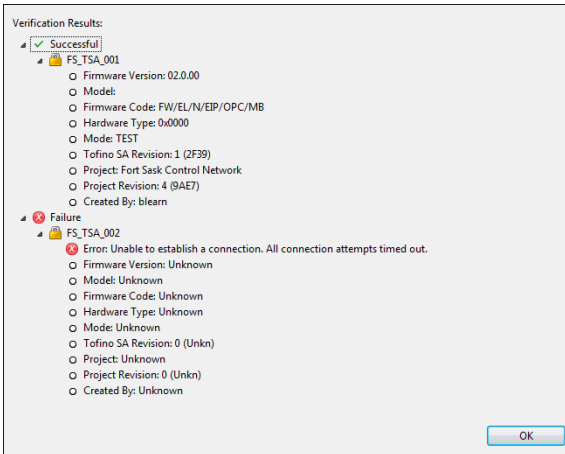 Verification Results:
Successful
FS_TSA_001
Firmware Version: 02.0.00
Model:
Firmware Code: FW/EL/N/EIP/OPC/MB
Hardware Type: 0x0000
Mode: TEST
Tofino SA Revision: 1 (2F39)
Project: Fort Sask Control Network
Project Revision: 4 (9AE7)
Created By: blearn
Failure
FS_TSA_002
Error: Unable to establish a connection. All connection attempts timed out.
Firmware Version: Unknown
Model: Unknown
Firmware Code: Unknown
Hardware Type: Unknown
Mode: Unknown
Tofino SA Revision: 0 (Unkn)
Project: Unknown
Project Revision: 0 (Unkn)
Created By: Unknown
OK